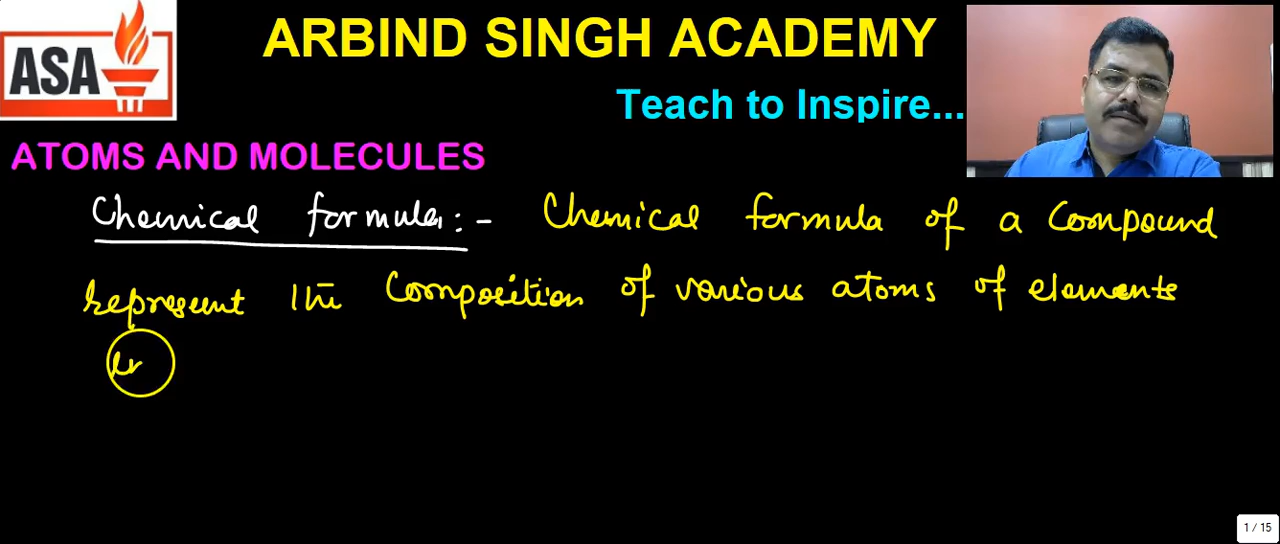 ASA
ARBIND SINGH ACADEMY
Teach to Inspire...
ATOMS AND MOLECULES
Chemical formula:- Chemical formula of a compound
represent the composition of various atoms of elements
1 / 15